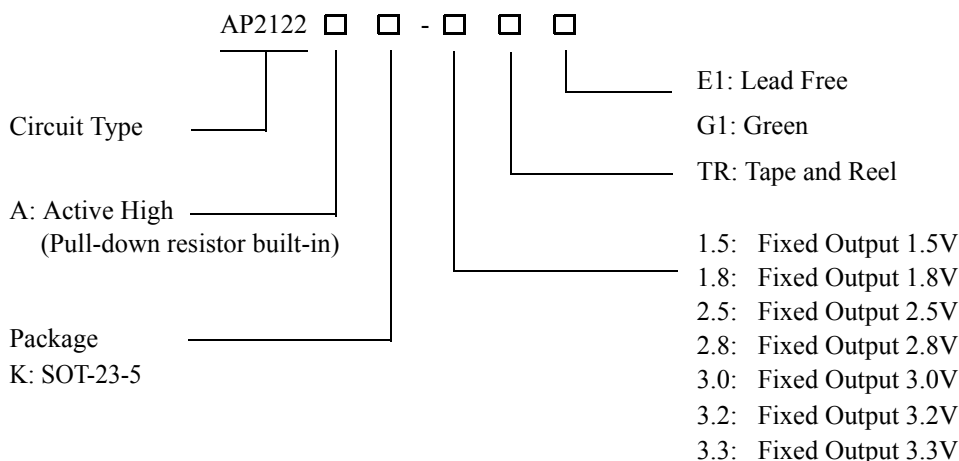 AP2122 -
E1: Lead Free
Circuit Type
G1: Green
TR: Tape and Reel
A: Active High
(Pull-down resistor built-in)
1.5: Fixed Output 1.5V
1.8: Fixed Output 1.8V
2.5: Fixed Output 2.5V
Package
2.8: Fixed Output 2.8V
K: SOT-23-5
3.0: Fixed Output 3.0V
3.2: Fixed Output 3.2V
3.3: Fixed Output 3.3V